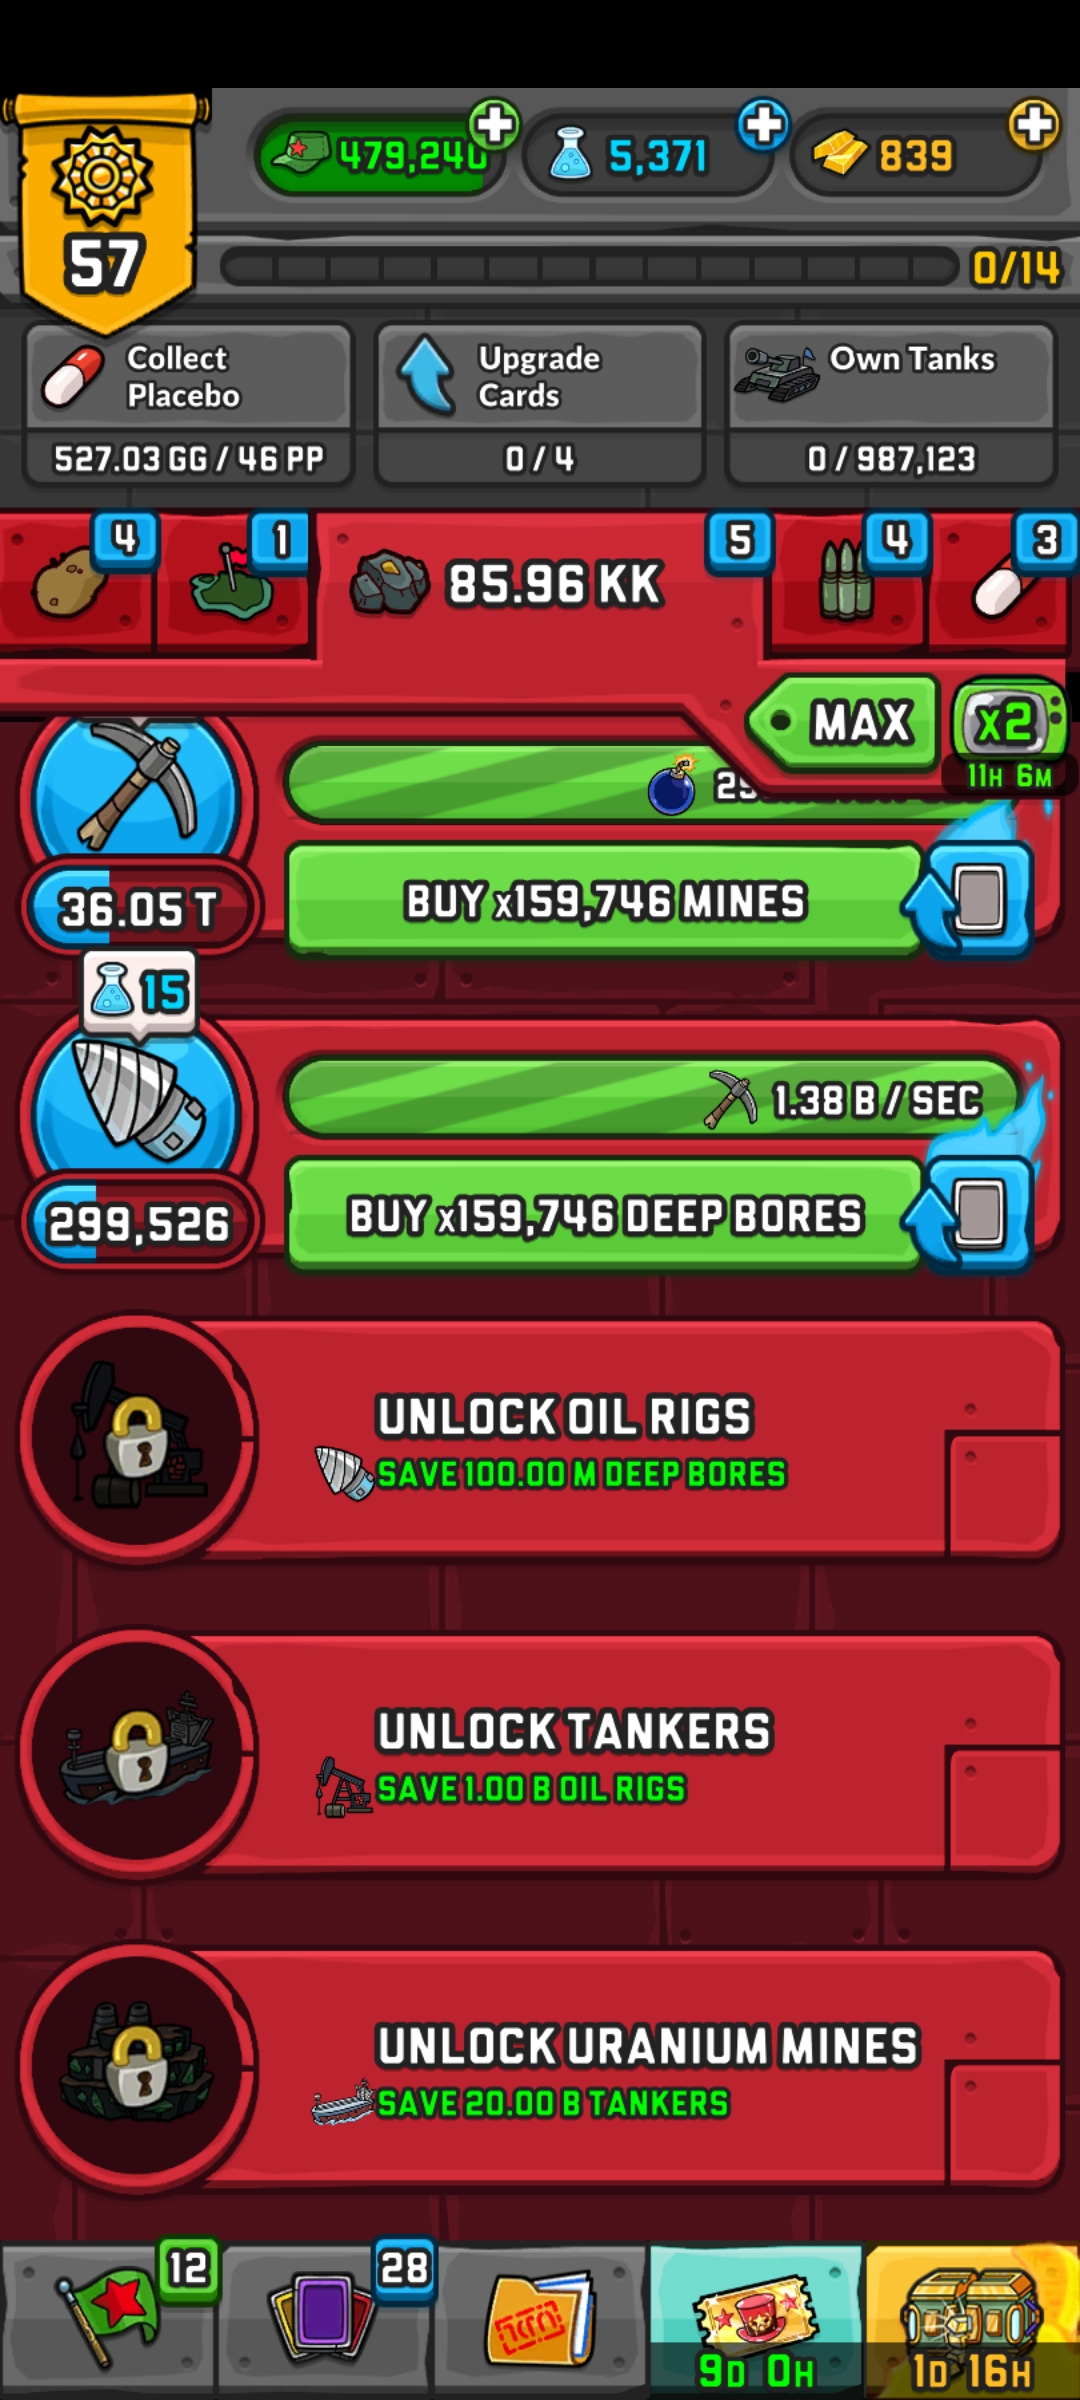 479,240
5,371
839
57
0/14
Collect
Placebo
527.03 GG / 46 PP
Upgrade
Cards
0 / 4
Own Tanks
0 / 987,123
4
1
85.96 KK
5
4
3
MAX
x2
11H 6M
36.05 T
BUY x159,746 MINES
15
1.38 B / SEC
299,526
BUY x159,746 DEEP BORES
UNLOCK OIL RIGS
SAVE 100.00 M DEEP BORES
UNLOCK TANKERS
SAVE 1.00 B OIL RIGS
UNLOCK URANIUM MINES
SAVE 20.00 B TANKERS
12
28
9D 0H
1D 16H